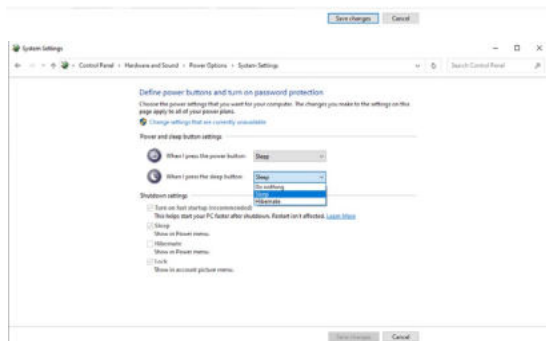 Save changes Cancel
System Settings
Control Panel › Hardware and Sound › Power Options › System Settings
Search Control Panel
Define power buttons and turn on password protection
Choose the power settings that you want for your computer. The changes you make to the settings on this
page apply to all of your power plans.
Change settings that are currently unavailable
Power and sleep button settings
When I press the power button: Sleep
When I press the sleep button: Sleep
Do nothing
Sleep
Hibernate
Shutdown settings
Turn on fast startup (recommended)
This helps start your PC faster after shutdown. Restart isn't affected. Learn More
Sleep
Show in Power menu.
Hibernate
Show in Power menu.
Lock
Show in account picture menu.
Save changes Cancel